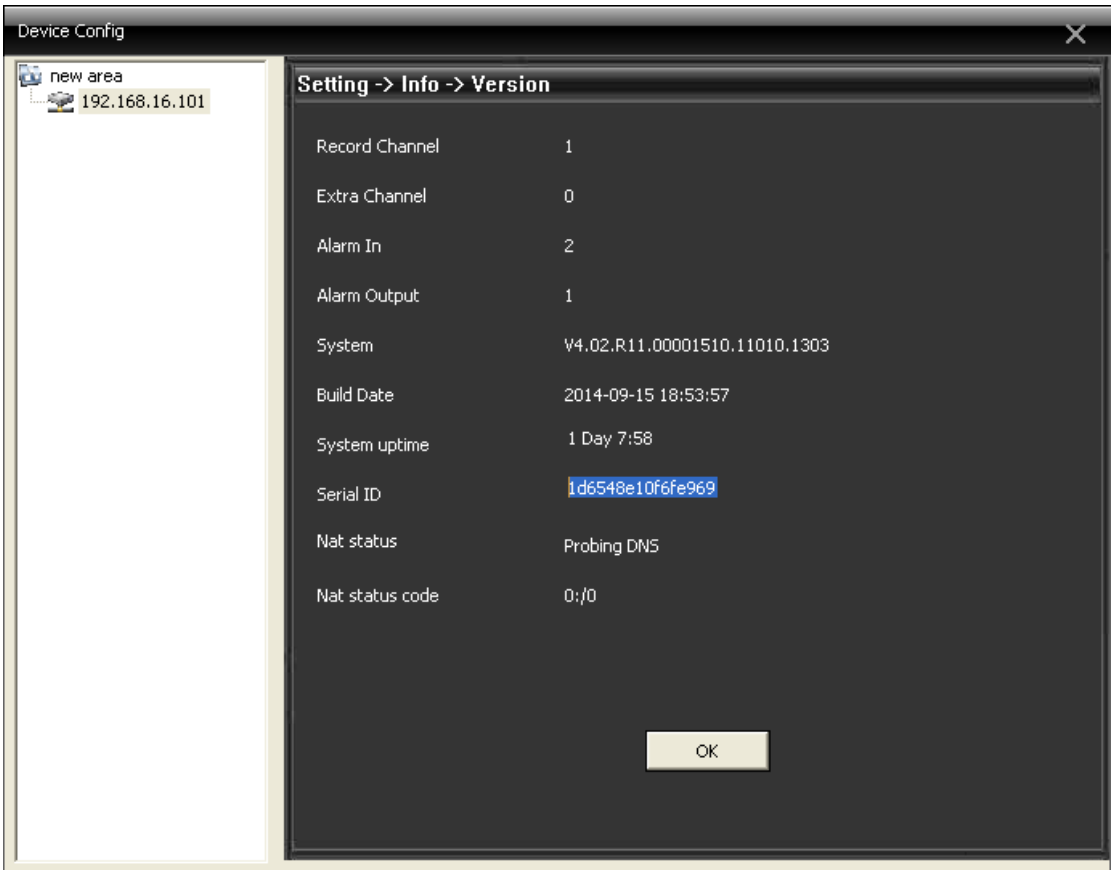 Device Config
new area
192.168.16.101
Setting -> Info -> Version
Record Channel 1
Extra Channel 0
Alarm In 2
Alarm Output 1
System V4.02.R11.00001510.11010.1303
Build Date 2014-09-15 18:53:57
System uptime 1 Day 7:58
Serial ID 1d6548e10f6fe969
Nat status Probing DNS
Nat status code 0:/0
OK